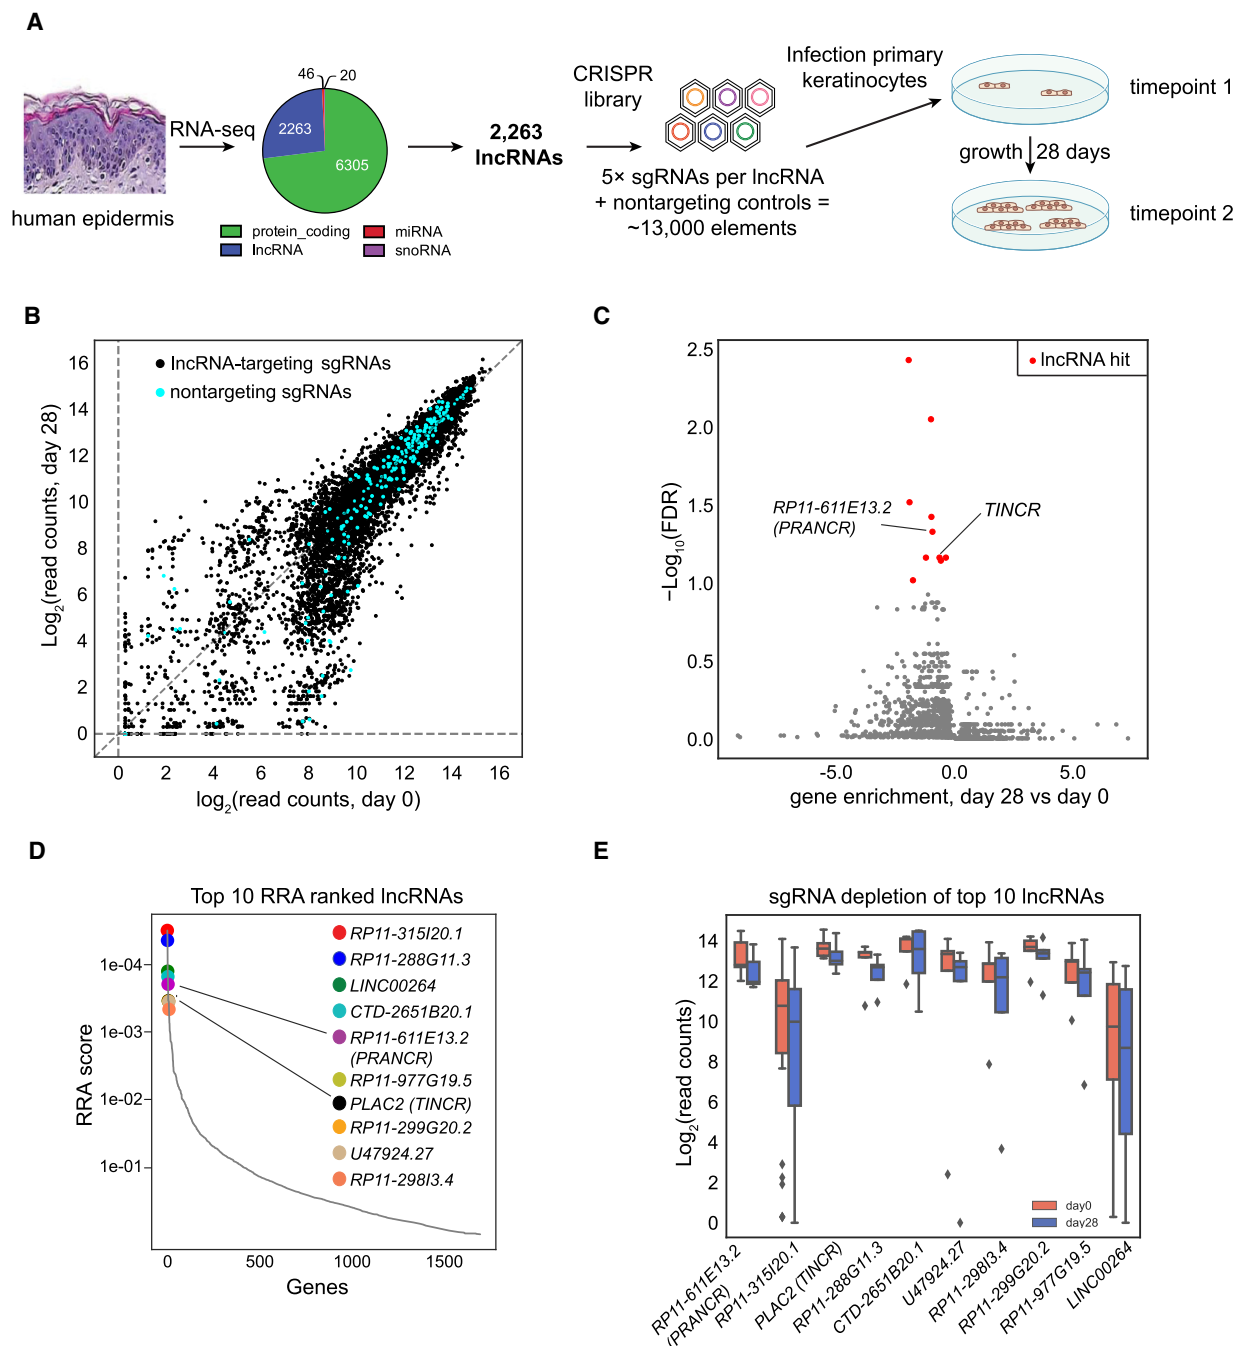 A
human epidermis
RNA-seq
46
20
2263
6305
protein_coding
miRNA
lncRNA
snoRNA
2,263
lncRNAs
CRISPR
library
5× sgRNAs per lncRNA
+ nontargeting controls =
~13,000 elements
Infection primary
keratinocytes
timepoint 1
growth
28 days
timepoint 2
B
16
14
12
10
8
6
4
2
0
Log2(read counts, day 28)
lncRNA-targeting sgRNAs
nontargeting sgRNAs
0
2
4
6
8
10
12
14
16
log2(read counts, day 0)
C
2.5
2.0
1.5
1.0
0.5
0.0
−Log10(FDR)
lncRNA hit
RP11-611E13.2
(PRANCR)
TINCR
-5.0
0.0
5.0
gene enrichment, day 28 vs day 0
D
Top 10 RRA ranked lncRNAs
1e-04
1e-03
1e-02
1e-01
RRA score
RP11-315I20.1
RP11-288G11.3
LINC00264
CTD-2651B20.1
RP11-611E13.2
(PRANCR)
RP11-977G19.5
PLAC2 (TINCR)
RP11-299G20.2
U47924.27
RP11-298I3.4
0
500
1000
1500
Genes
E
sgRNA depletion of top 10 lncRNAs
14
12
10
8
6
4
2
0
Log2(read counts)
day0
day28
RP11-611E13.2
(PRANCR)
RP11-315I20.1
PLAC2 (TINCR)
RP11-288G11.3
CTD-2651B20.1
U47924.27
RP11-298I3.4
RP11-299G20.2
RP11-977G19.5
LINC00264